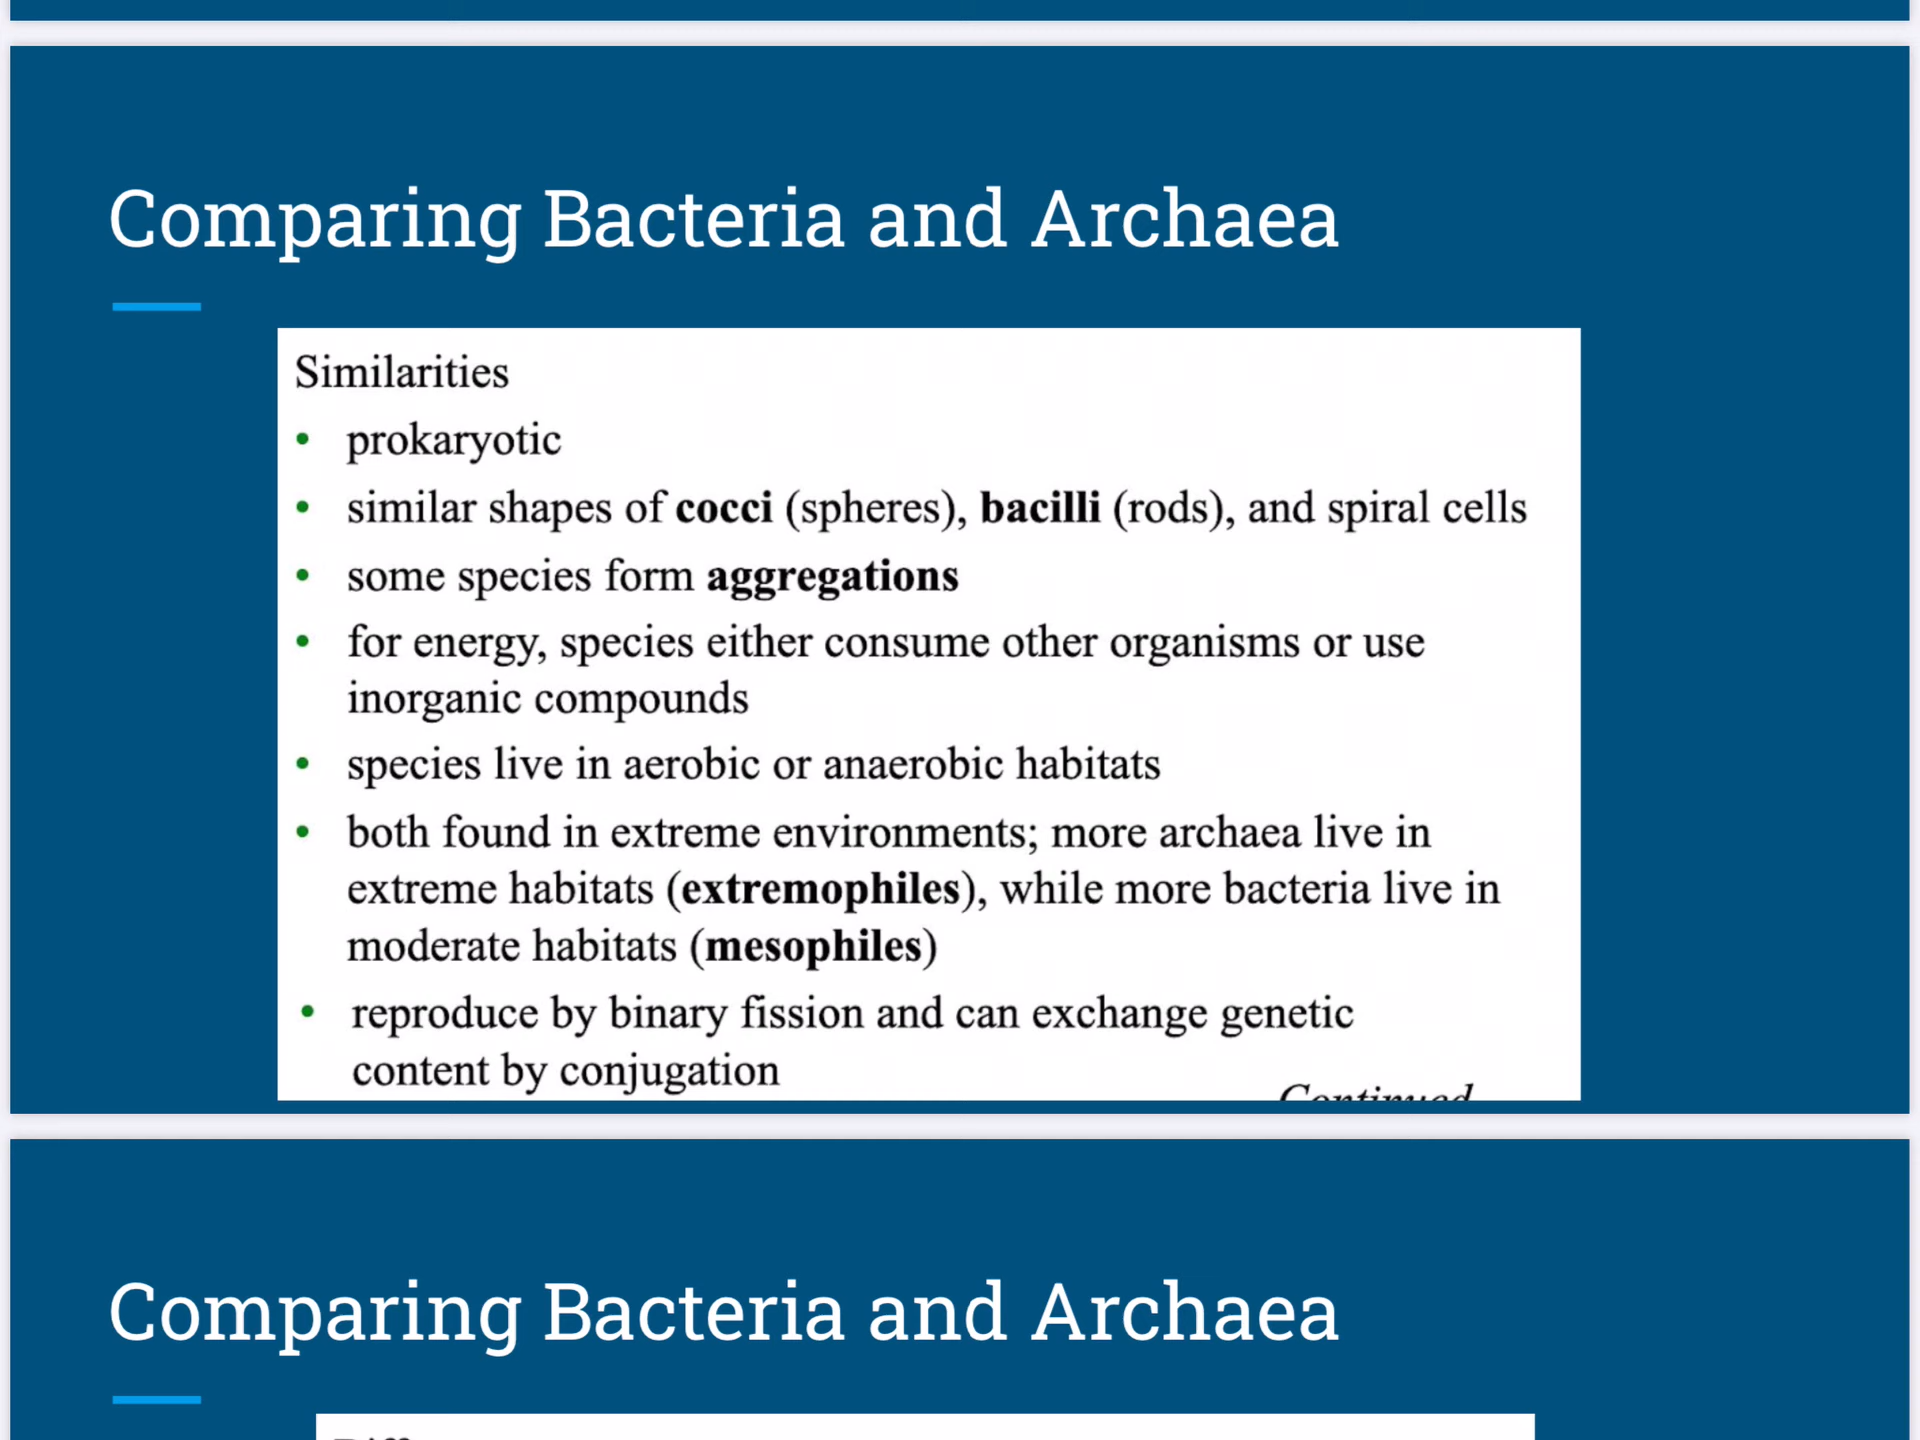 Comparing Bacteria and Archaea
Similarities
• prokaryotic
• similar shapes of cocci (spheres), bacilli (rods), and spiral cells
• some species form aggregations
• for energy, species either consume other organisms or use
inorganic compounds
• species live in aerobic or anaerobic habitats
• both found in extreme environments; more archaea live in
extreme habitats (extremophiles), while more bacteria live in
moderate habitats (mesophiles)
• reproduce by binary fission and can exchange genetic
content by conjugation
Continued
Comparing Bacteria and Archaea